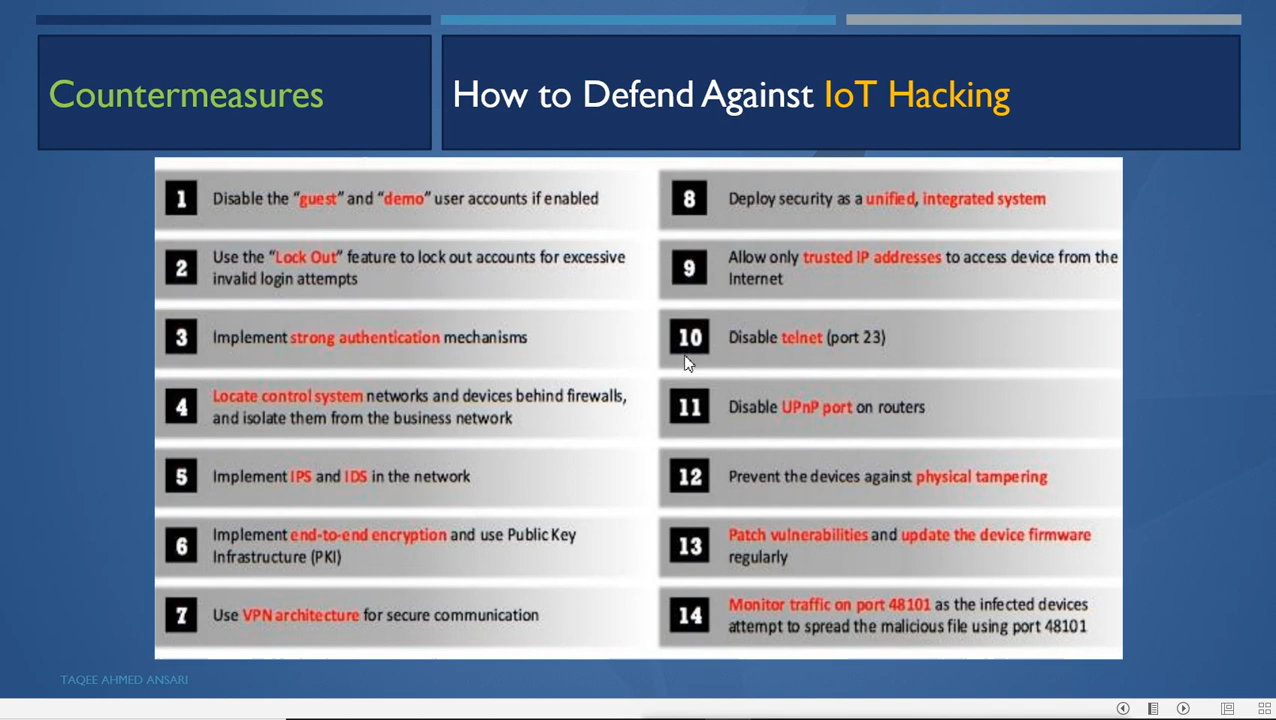 Countermeasures
How to Defend Against IoT Hacking
1 Disable the “guest” and “demo” user accounts if enabled
2 Use the “Lock Out” feature to lock out accounts for excessive
invalid login attempts
3 Implement strong authentication mechanisms
4 Locate control system networks and devices behind firewalls,
and isolate them from the business network
5 Implement IPS and IDS in the network
6 Implement end-to-end encryption and use Public Key
Infrastructure (PKI)
7 Use VPN architecture for secure communication
8 Deploy security as a unified, integrated system
9 Allow only trusted IP addresses to access device from the
Internet
10 Disable telnet (port 23)
11 Disable UPnP port on routers
12 Prevent the devices against physical tampering
13 Patch vulnerabilities and update the device firmware
regularly
14 Monitor traffic on port 48101 as the infected devices
attempt to spread the malicious file using port 48101
TAQEE AHMED ANSARI